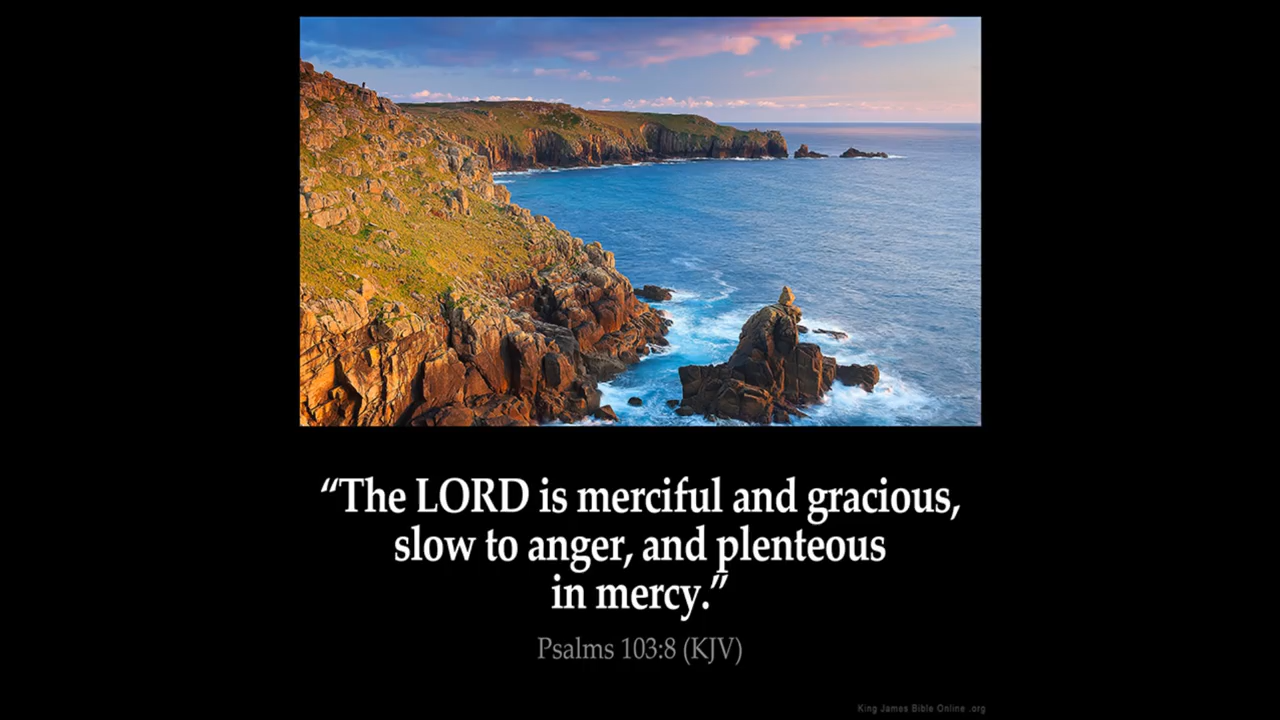 “The LORD is merciful and gracious,
slow to anger, and plenteous
in mercy.”
Psalms 103:8 (KJV)
King James Bible Online .org